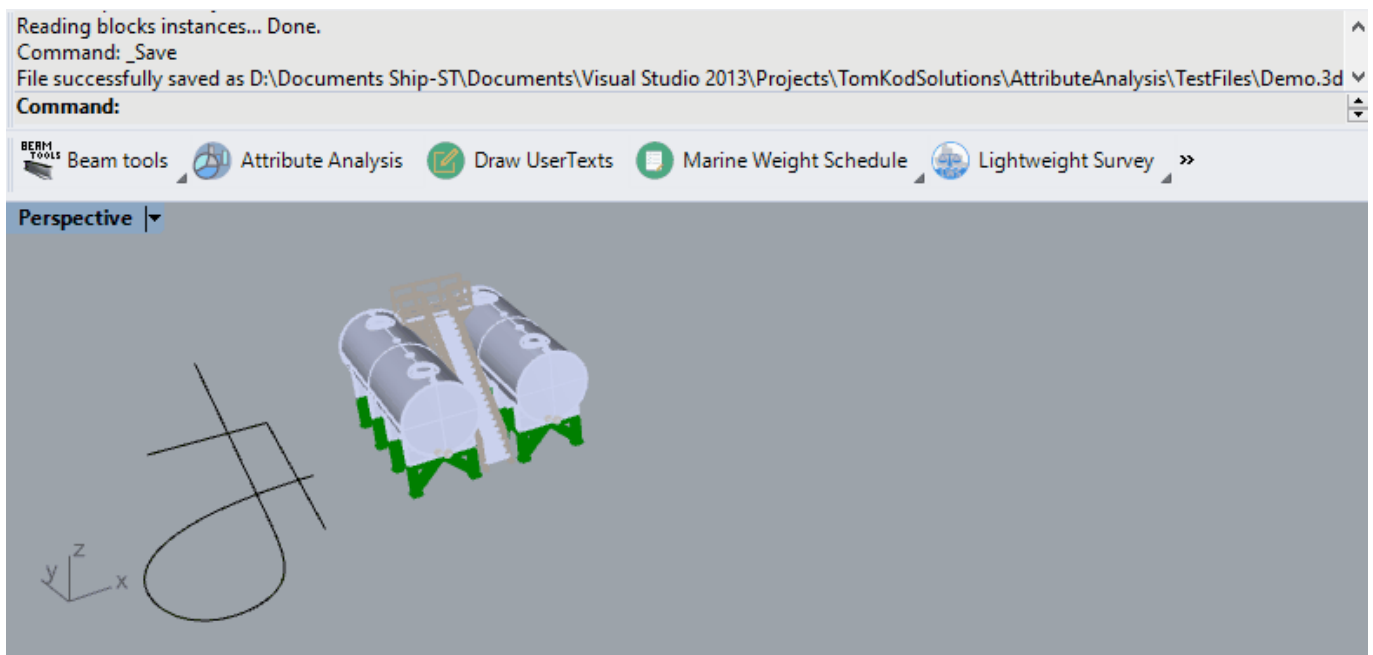 Reading blocks instances... Done.
Command: _Save
File successfully saved as D:\Documents Ship-ST\Documents\Visual Studio 2013\Projects\TomKodSolutions\AttributeAnalysis\TestFiles\Demo.3d
Command:
BEAM TOOLS Beam tools Attribute Analysis Draw UserTexts Marine Weight Schedule Lightweight Survey »
Perspective
z
y x